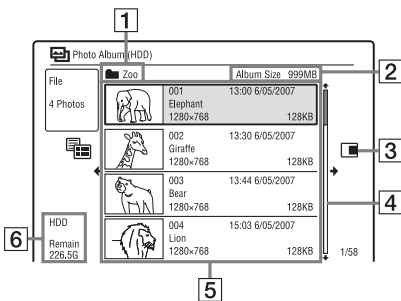 1
Photo Album (HDD)
Zoo
Album Size 999MB
2
File
4 Photos
001 13:00 6/05/2007
Elephant
1280×768 128KB
002 13:30 6/05/2007
Giraffe
1280×768 128KB
3
003 13:44 6/05/2007
Bear
1280×768 128KB
4
004 15:03 6/05/2007
Lion
1280×768 128KB
HDD
Remain
226.5G
6
1/58
5